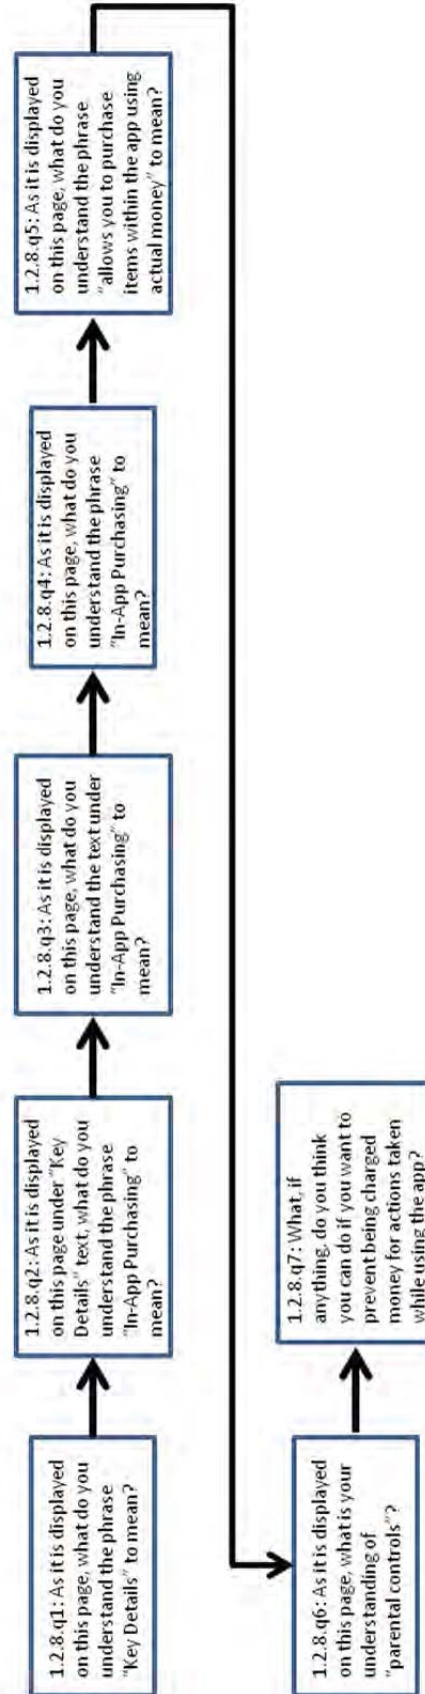 1.2.8.q1: As it is displayed
on this page, what do you
understand the phrase
"Key Details" to mean?
1.2.8.q2: As it is displayed
on this page under "Key
Details" text, what do you
understand the phrase
"In-App Purchasing" to
mean?
1.2.8.q3: As it is displayed
on this page, what do you
understand the text under
"In-App Purchasing" to
mean?
1.2.8.q4: As it is displayed
on this page, what do you
understand the phrase
"In-App Purchasing" to
mean?
1.2.8.q5: As it is displayed
on this page, what do you
understand the phrase
"allows you to purchase
items within the app using
actual money" to mean?
1.2.8.q6: As it is displayed
on this page, what is your
understanding of
"parental controls"?
1.2.8.q7: What, if
anything, do you think
you can do if you want to
prevent being charged
money for actions taken
while using the app?